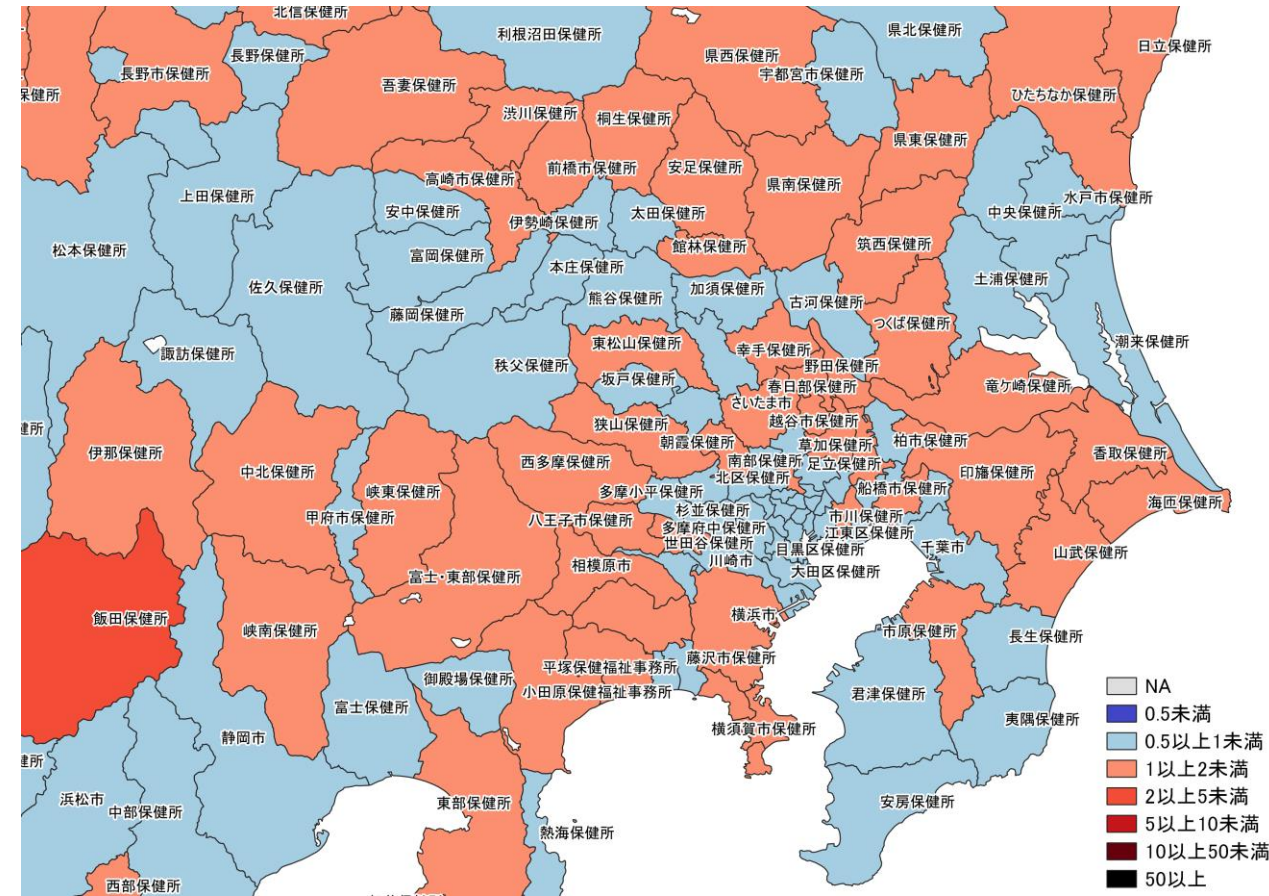 北信保健所
利根沼田保健所
県北保健所
日立保健所
長野保健所
長野市保健所
県西保健所
宇都宮市保健所
保健所
吾妻保健所
ひたちなか保健所
渋川保健所
桐生保健所
県東保健所
前橋市保健所
安足保健所
高崎市保健所
県南保健所
上田保健所
水戸市保健所
安中保健所
太田保健所
中央保健所
伊勢崎保健所
松本保健所
富岡保健所
館林保健所
筑西保健所
本庄保健所
土浦保健所
佐久保健所
熊谷保健所
加須保健所
古河保健所
藤岡保健所
つくば保健所
潮来保健所
諏訪保健所
東松山保健所
幸手保健所
秩父保健所
野田保健所
坂戸保健所
春日部保健所
竜ケ崎保健所
さいたま市
狭山保健所
越谷市保健所
健所
朝霞保健所
草加保健所
柏市保健所
伊那保健所
香取保健所
中北保健所
西多摩保健所
南部保健所
足立保健所
印旛保健所
北区保健所
峡東保健所
多摩小平保健所
船橋市保健所
海匝保健所
杉並保健所
甲府市保健所
八王子市保健所
市川保健所
多摩府中保健所
江東区保健所
世田谷保健所
目黒区保健所
千葉市
山武保健所
川崎市
相模原市
大田区保健所
富士・東部保健所
飯田保健所
横浜市
峡南保健所
市原保健所
長生保健所
藤沢市保健所
平塚保健福祉事務所
御殿場保健所
小田原保健福祉事務所
君津保健所
富士保健所
夷隅保健所
横須賀市保健所
静岡市
健所
浜松市
中部保健所
東部保健所
安房保健所
熱海保健所
西部保健所
NA
0.5未満
0.5以上1未満
1以上2未満
2以上5未満
5以上10未満
10以上50未満
50以上